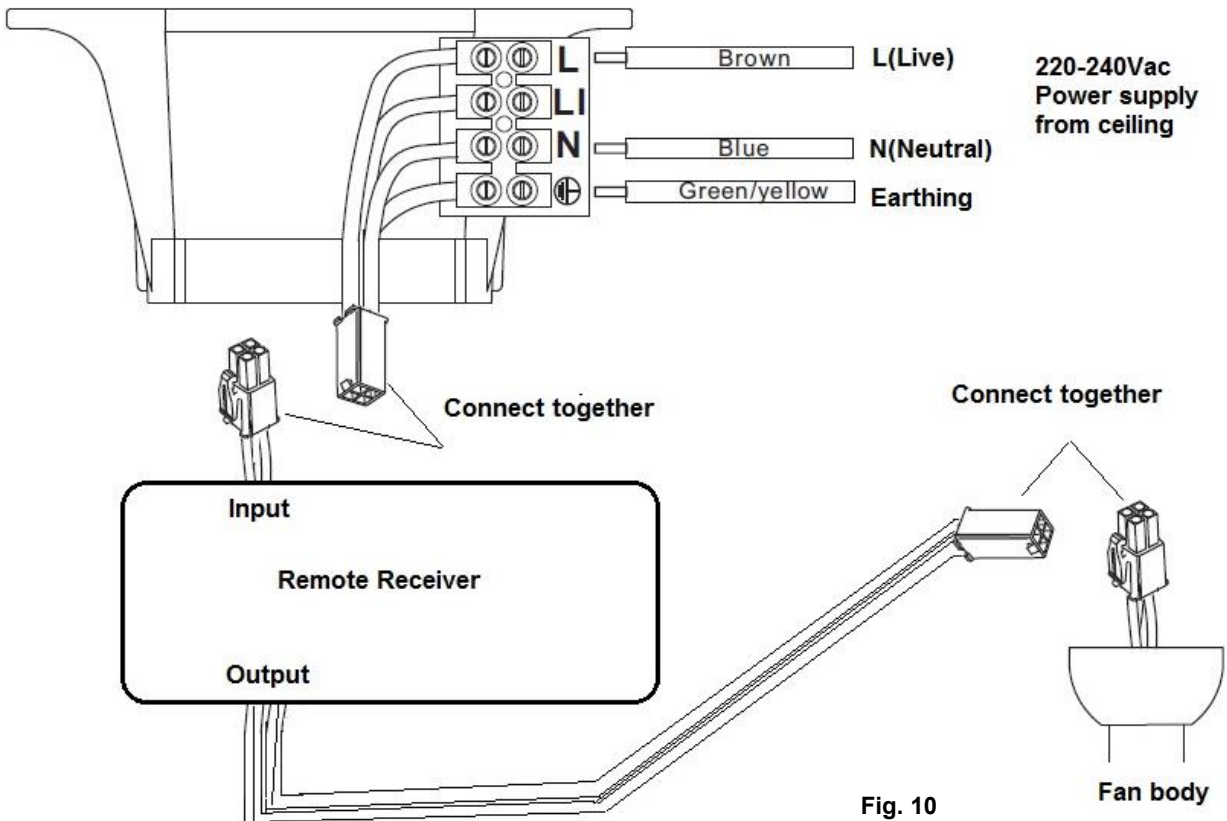 L
Brown
L(Live)
LI
N
Blue
N(Neutral)
Green/yellow
Earthing
220-240Vac
Power supply
from ceiling
Connect together
Connect together
Input
Remote Receiver
Output
Fig. 10
Fan body